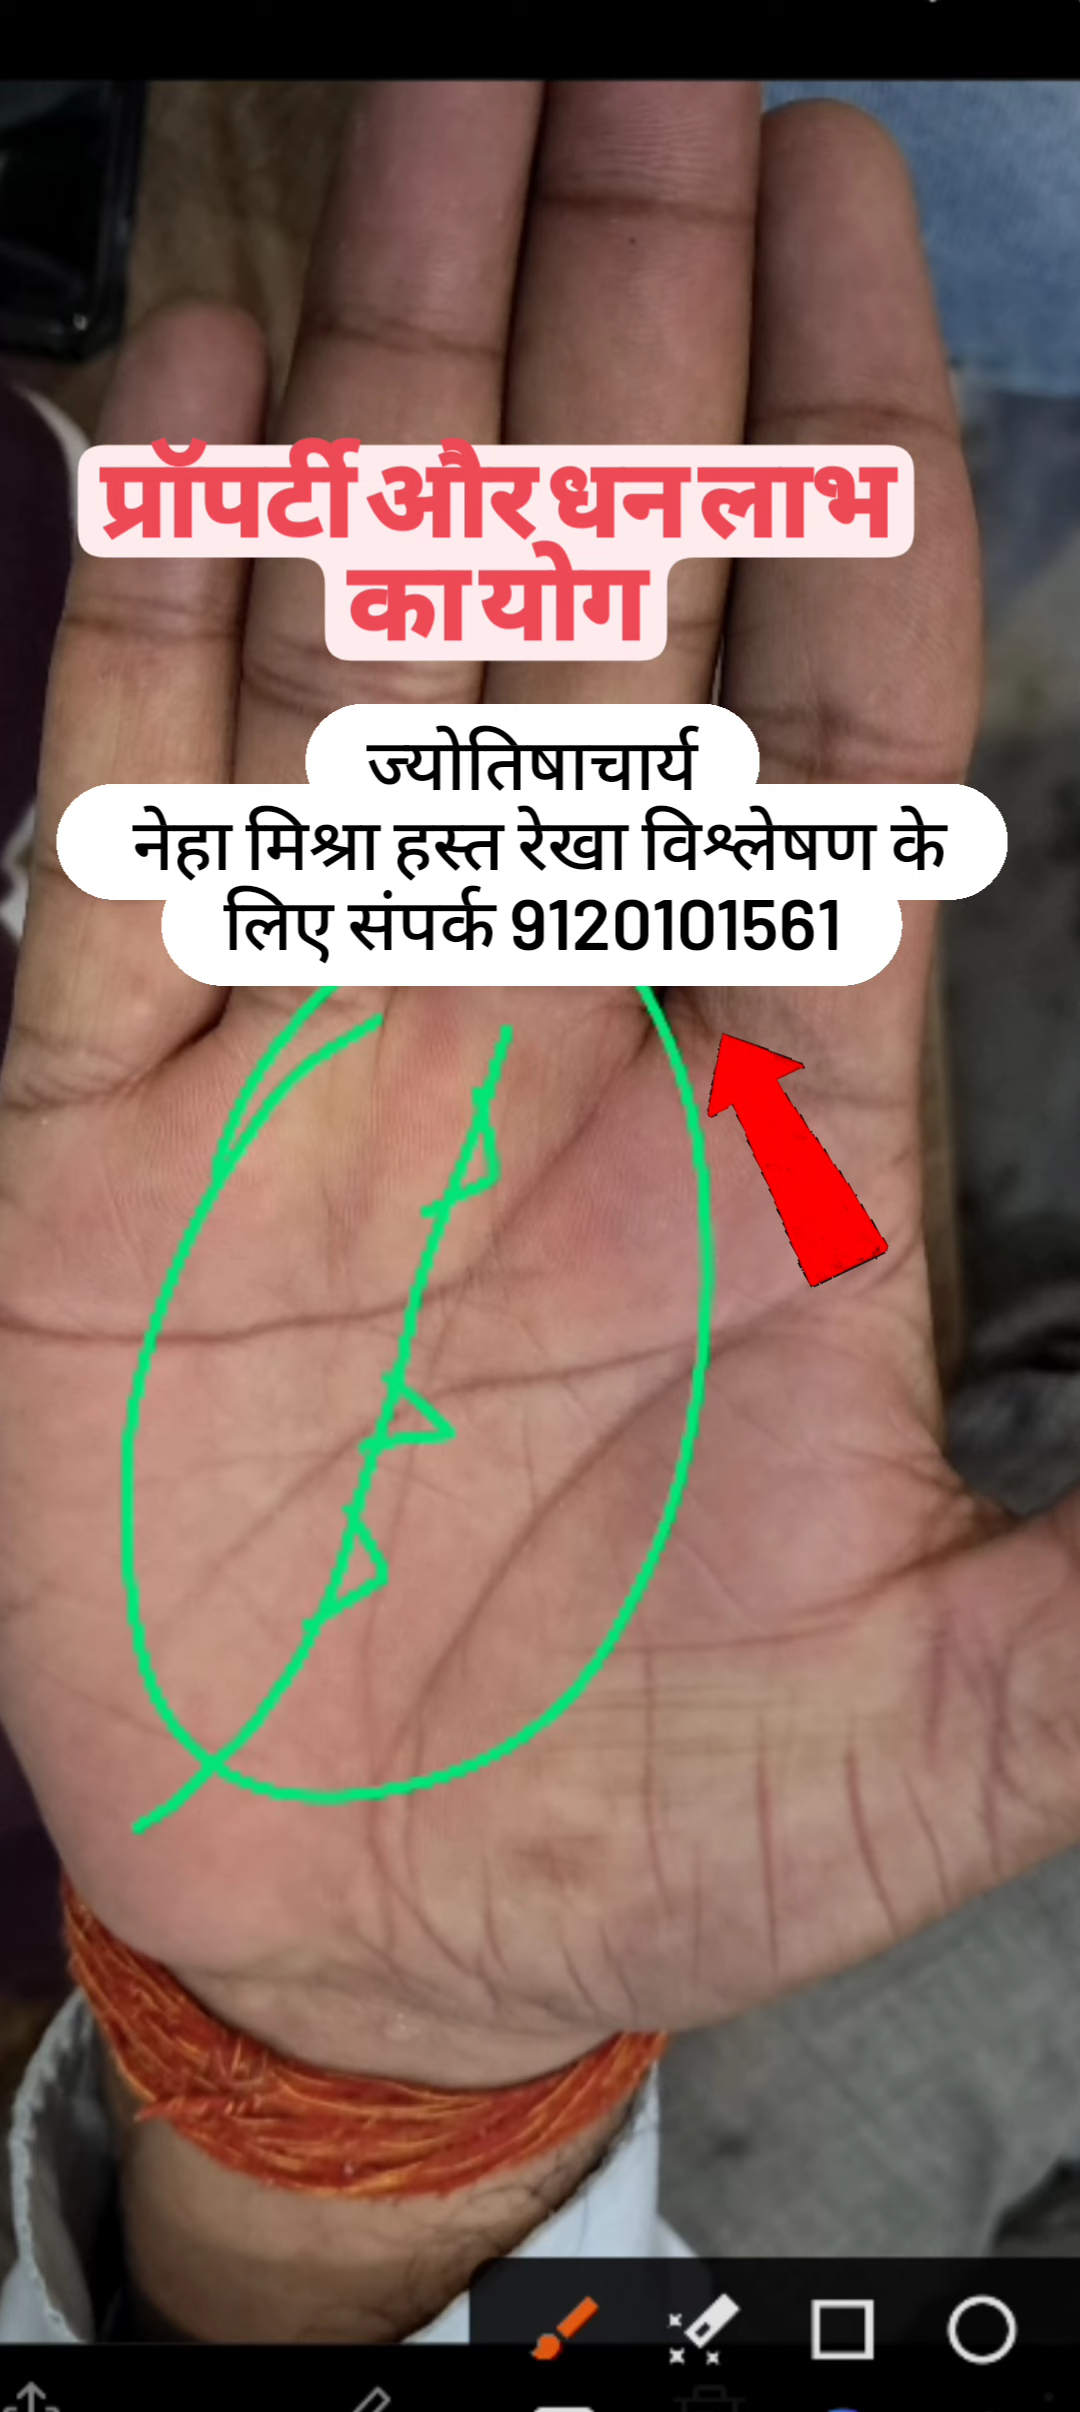 प्रॉपर्टी और धन लाभ
का योग
ज्योतिषाचार्य
नेहा मिश्रा हस्त रेखा विश्लेषण के
लिए संपर्क 9120101561